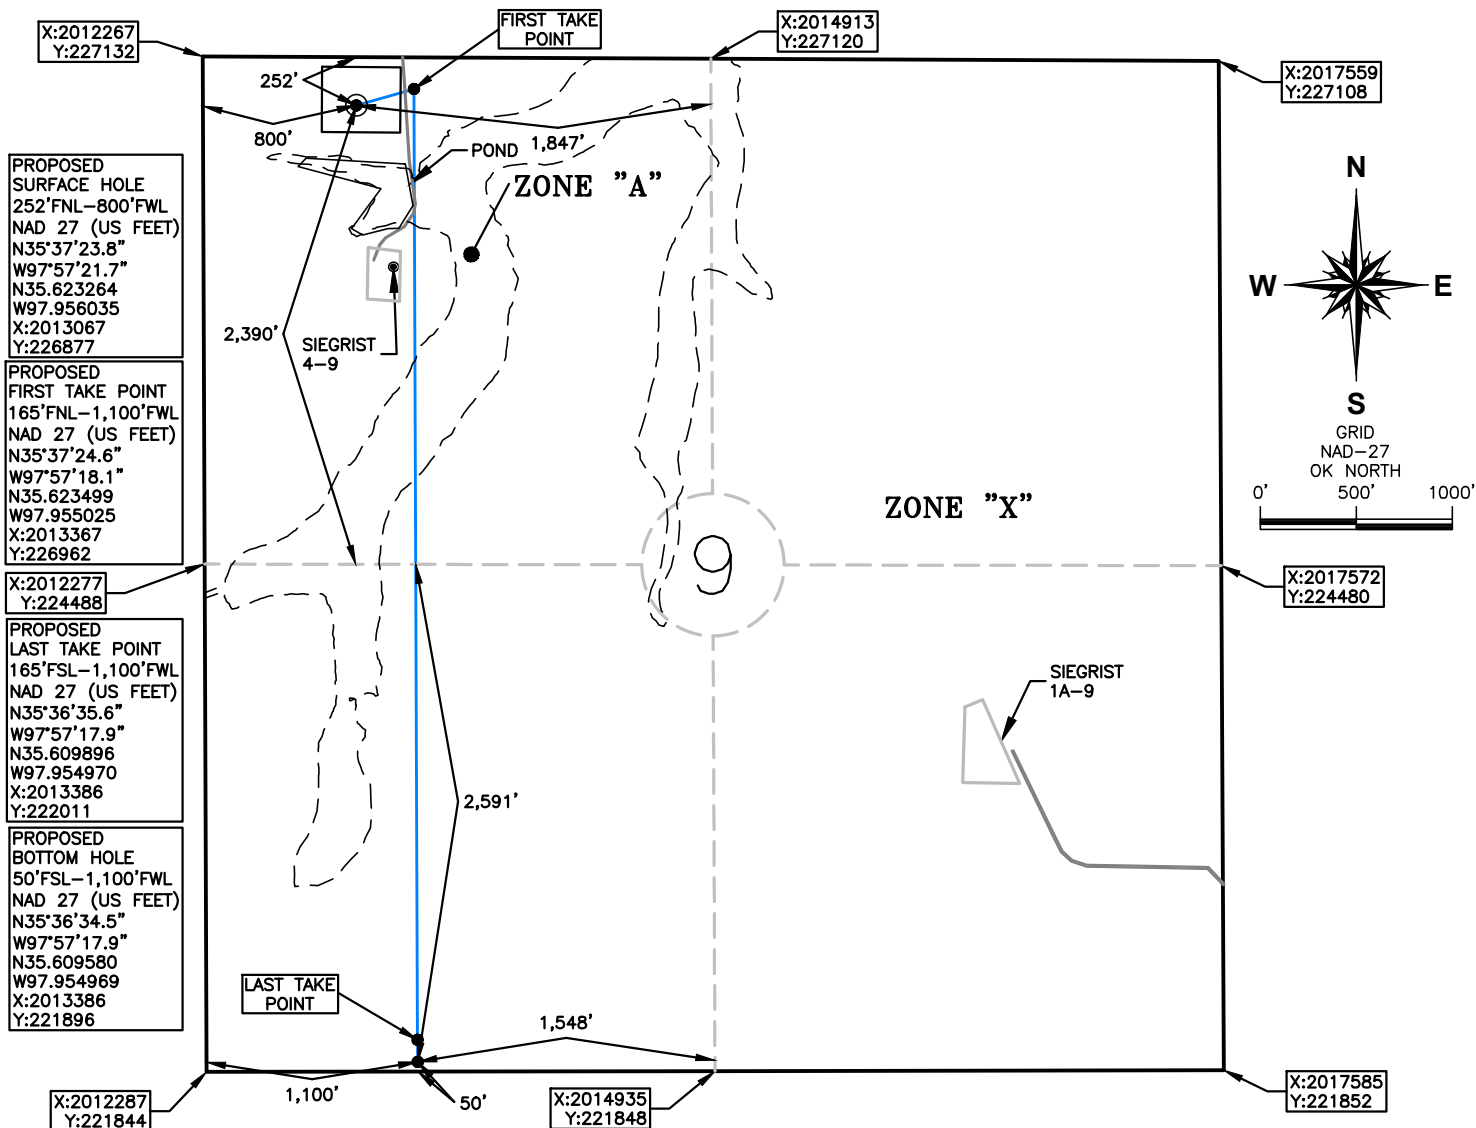 X:2012267
Y:227132
FIRST TAKE
POINT
X:2014913
Y:227120
X:2017559
Y:227108
252'
800'
1,847'
POND
ZONE "A"
PROPOSED
SURFACE HOLE
252'FNL-800'FWL
NAD 27 (US FEET)
N35°37'23.8"
W97°57'21.7"
N35.623264
W97.956035
X:2013067
Y:226877
N
W
E
S
GRID
NAD-27
OK NORTH
0'
500'
1000'
2,390'
SIEGRIST
4-9
PROPOSED
FIRST TAKE POINT
165'FNL-1,100'FWL
NAD 27 (US FEET)
N35°37'24.6"
W97°57'18.1"
N35.623499
W97.955025
X:2013367
Y:226962
ZONE "X"
9
X:2012277
Y:224488
X:2017572
Y:224480
PROPOSED
LAST TAKE POINT
165'FSL-1,100'FWL
NAD 27 (US FEET)
N35°36'35.6"
W97°57'17.9"
N35.609896
W97.954970
X:2013386
Y:222011
SIEGRIST
1A-9
2,591'
PROPOSED
BOTTOM HOLE
50'FSL-1,100'FWL
NAD 27 (US FEET)
N35°36'34.5"
W97°57'17.9"
N35.609580
W97.954969
X:2013386
Y:221896
LAST TAKE
POINT
1,548'
1,100'
50'
X:2012287
Y:221844
X:2014935
Y:221848
X:2017585
Y:221852